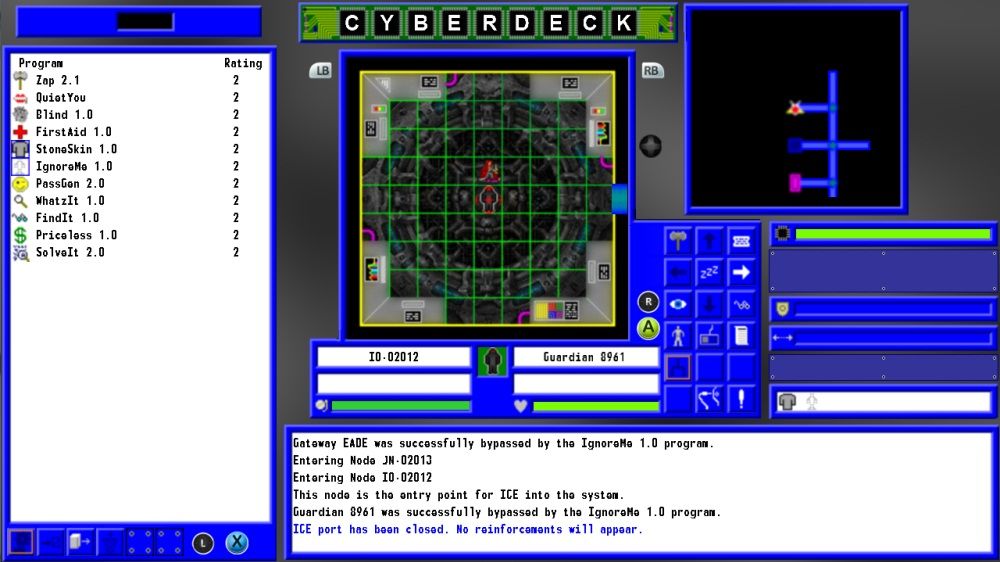 CYBERDECK
LB
RB
Program Rating
Zap 2.1 2
QuietYou 2
Blind 1.0 2
FirstAid 1.0 2
StoneSkin 1.0 2
IgnoreMe 1.0 2
PassGen 2.0 2
WhatzIt 1.0 2
FindIt 1.0 2
Priceless 1.0 2
SolveIt 2.0 2
zzz
R
A
IO-02012
Guardian 8961
Gateway EADE was successfully bypassed by the IgnoreMe 1.0 program.
Entering Node JN-02013
Entering Node IO-02012
This node is the entry point for ICE into the system.
Guardian 8961 was successfully bypassed by the IgnoreMe 1.0 program.
ICE port has been closed. No reinforcements will appear.
L
X